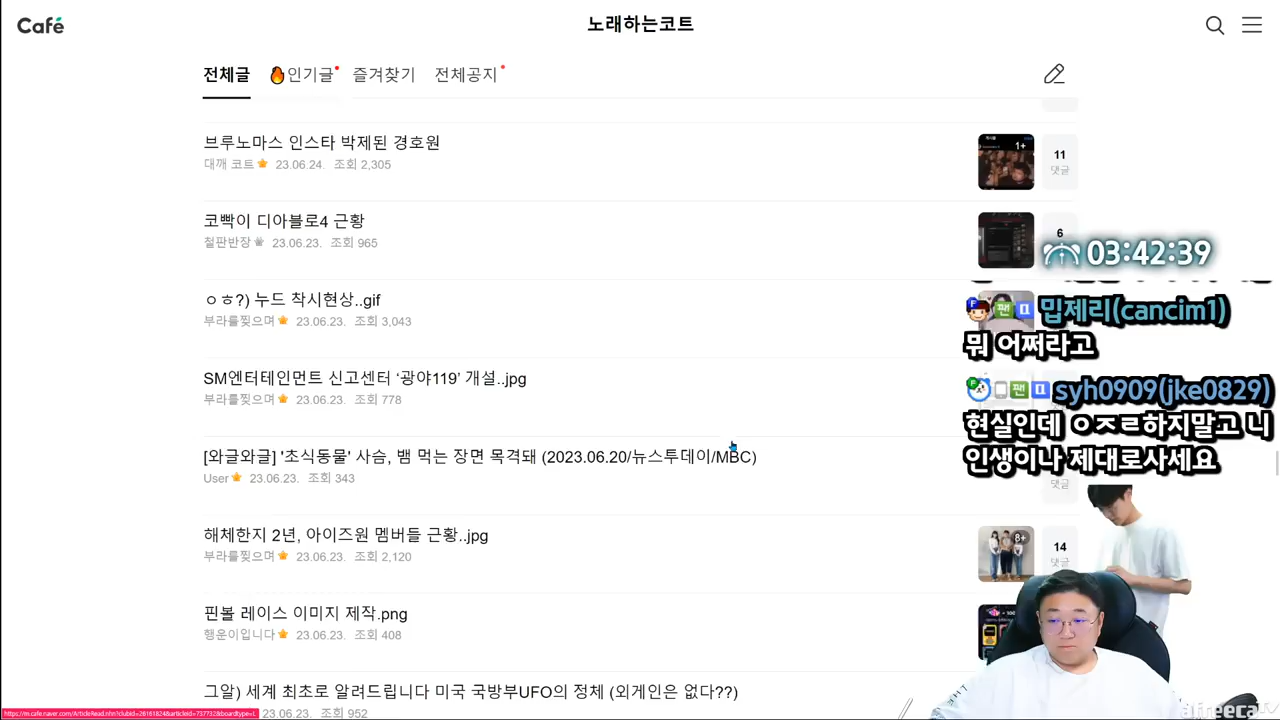 Café
노래하는코트
전체글
🔥인기글
즐겨찾기
전체공지
브루노마스 인스타 박제된 경호원
대깨 코트 23.06.24. 조회 2,305
1+
11
댓글
코빡이 디아블로4 근황
철판반장 23.06.23. 조회 965
6
03:42:39
ㅇㅎ?) 누드 착시현상..gif
부라를찢으며 23.06.23. 조회 3,043
밉제리(cancim1)
뭐 어쩌라고
SM엔터테인먼트 신고센터 ‘광야119’ 개설..jpg
부라를찢으며 23.06.23. 조회 778
syh0909(jke0829)
현실인데 ㅇㅈㄹ하지말고 니
인생이나 제대로사세요
[와글와글] '초식동물' 사슴, 뱀 먹는 장면 목격돼 (2023.06.20/뉴스투데이/MBC)
User 23.06.23. 조회 343
댓글
해체한지 2년, 아이즈원 멤버들 근황..jpg
부라를찢으며 23.06.23. 조회 2,120
8+
14
댓글
핀볼 레이스 이미지 제작.png
행운이입니다 23.06.23. 조회 408
그알) 세계 최초로 알려드립니다 미국 국방부UFO의 정체 (외게인은 없다??)
23.06.23. 조회 952
afreecaTV